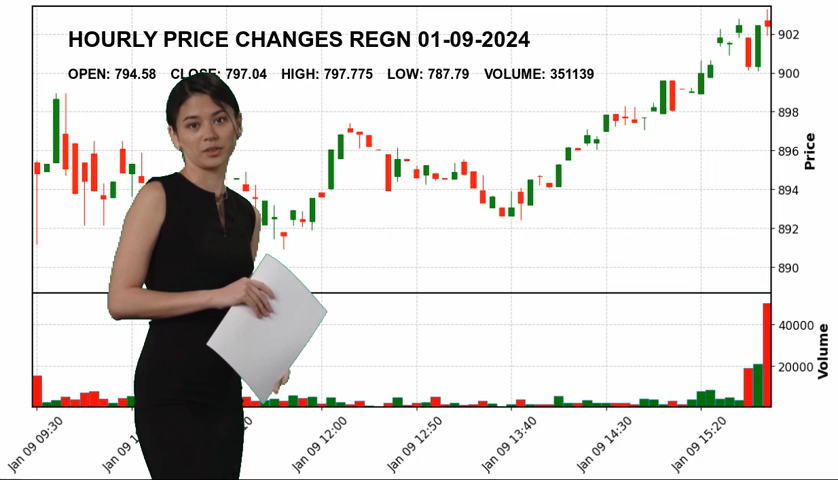 HOURLY PRICE CHANGES REGN 01-09-2024
OPEN: 794.58 CLOSE: 797.04 HIGH: 797.775 LOW: 787.79 VOLUME: 351139
902
900
898
896
894
892
890
Price
40000
20000
Volume
Jan 09 09:30
Jan 09 12:00
Jan 09 12:50
Jan 09 13:40
Jan 09 14:30
Jan 09 15:20